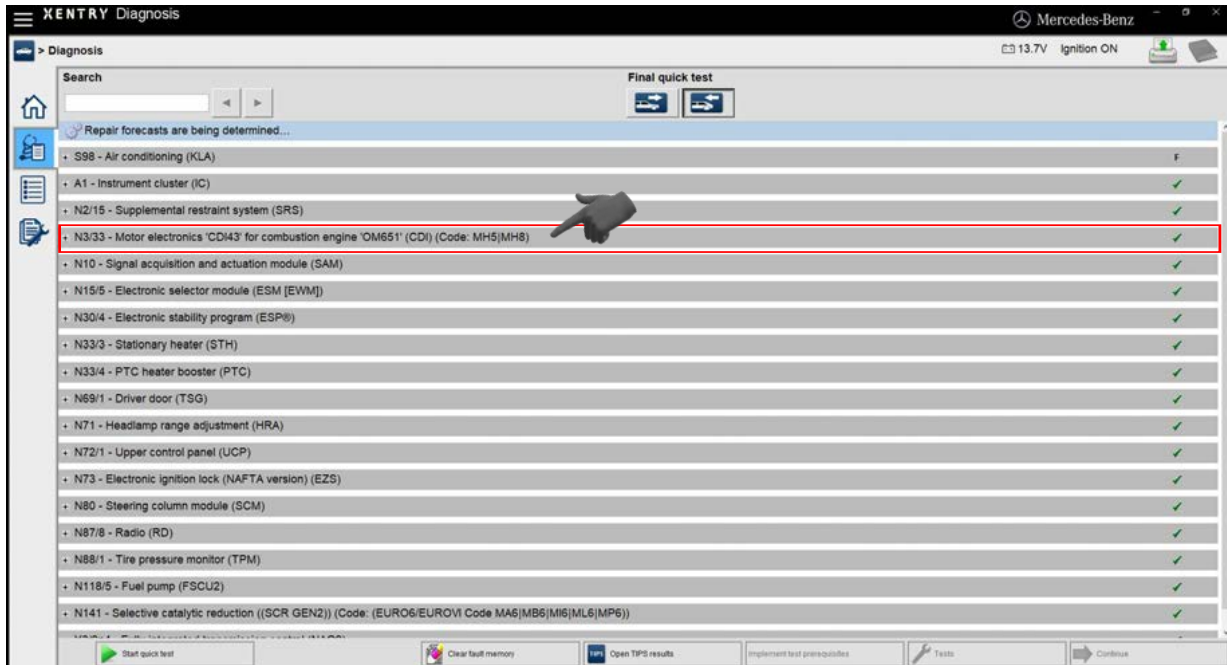 XENTRY Diagnosis
Mercedes-Benz
> Diagnosis
13.7V Ignition ON
Search
Final quick test
Repair forecasts are being determined...
+ S98 - Air conditioning (KLA) F
+ A1 - Instrument cluster (IC) ✓
+ N2/15 - Supplemental restraint system (SRS) ✓
+ N3/33 - Motor electronics 'CDI43' for combustion engine 'OM651' (CDI) (Code: MH5|MH8) ✓
+ N10 - Signal acquisition and actuation module (SAM) ✓
+ N15/5 - Electronic selector module (ESM [EWM]) ✓
+ N30/4 - Electronic stability program (ESP®) ✓
+ N33/3 - Stationary heater (STH) ✓
+ N33/4 - PTC heater booster (PTC) ✓
+ N69/1 - Driver door (TSG) ✓
+ N71 - Headlamp range adjustment (HRA) ✓
+ N72/1 - Upper control panel (UCP) ✓
+ N73 - Electronic ignition lock (NAFTA version) (EZS) ✓
+ N80 - Steering column module (SCM) ✓
+ N87/8 - Radio (RD) ✓
+ N88/1 - Tire pressure monitor (TPM) ✓
+ N118/5 - Fuel pump (FSCU2) ✓
+ N141 - Selective catalytic reduction ((SCR GEN2)) (Code: (EURO6/EUROVI Code MA6|MB6|MI6|ML6|MP6)) ✓
Start quick test
Clear fault memory
TIPS Open TIPS results
Implement test prerequisites
Tests
Continue